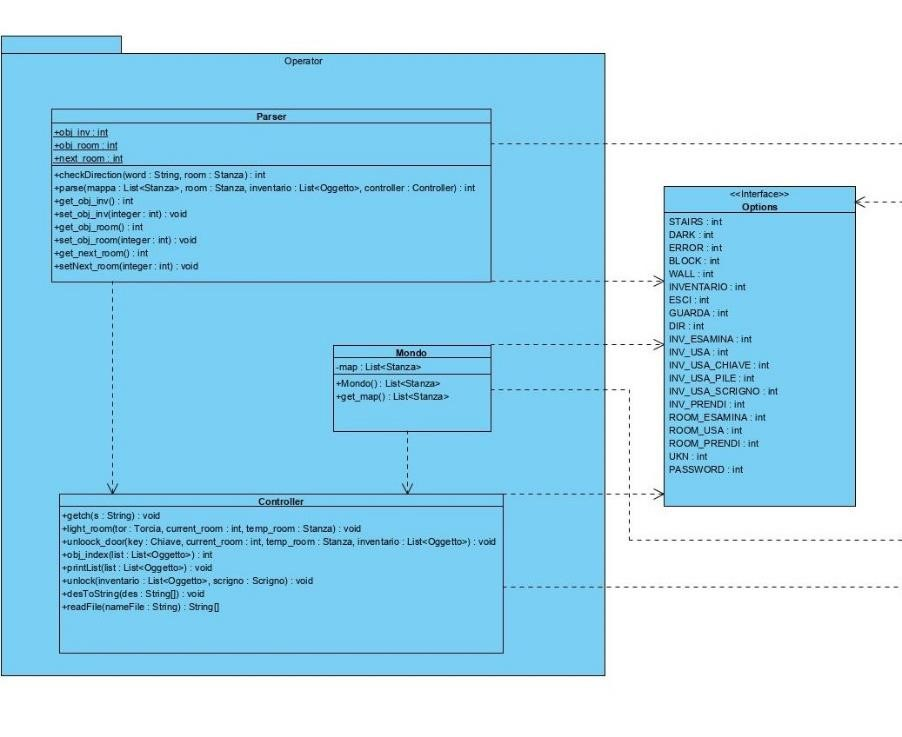 Operator
Parser
+obj_inv : int
+obj_room : int
+next_room : int
+checkDirection(word : String, room : Stanza) : int
+parse(mappa : List<Stanza>, room : Stanza, inventario : List<Oggetto>, controller : Controller) : int
+get_obj_inv() : int
+set_obj_inv(integer : int) : void
+get_obj_room() : int
+set_obj_room(integer : int) : void
+get_next_room() : int
+setNext_room(integer : int) : void
<<Interface>>
Options
STAIRS : int
DARK : int
ERROR : int
BLOCK : int
WALL : int
INVENTARIO : int
ESCI : int
GUARDA : int
DIR : int
INV_ESAMINA : int
INV_USA : int
INV_USA_CHIAVE : int
INV_USA_PILE : int
INV_USA_SCRIGNO : int
INV_PRENDI : int
ROOM_ESAMINA : int
ROOM_USA : int
ROOM_PRENDI : int
UKN : int
PASSWORD : int
Mondo
-map : List<Stanza>
+Mondo() : List<Stanza>
+get_map() : List<Stanza>
Controller
+getch(s : String) : void
+light_room(tor : Torcia, current_room : int, temp_room : Stanza) : void
+unloock_door(key : Chiave, current_room : int, temp_room : Stanza, inventario : List<Oggetto>) : void
+obj_index(list : List<Oggetto>) : int
+printList(list : List<Oggetto>) : void
+unlock(inventario : List<Oggetto>, scrigno : Scrigno) : void
+desToString(des : String[]) : void
+readFile(nameFile : String) : String[]